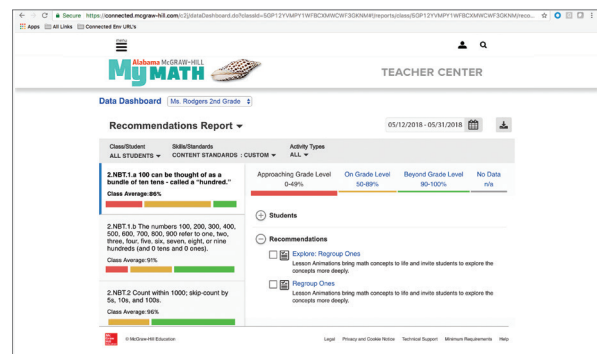 Secure https://connected.mcgraw-hill.com/c2/dataDashboard.do?classId=SOP12YVMPY1WFBCXMWCWF3GKNM#/reports/class/SOP12YVMPY1WFBCXMWCWF3GKNM/reco...
Apps All Links Connected Env URL's
menu
Alabama McGRAW-HILL
My MATH
TEACHER CENTER
Data Dashboard Ms. Rodgers 2nd Grade
Recommendations Report
05/12/2018 - 05/31/2018
Class/Student Skills/Standards Activity Types
ALL STUDENTS CONTENT STANDARDS : CUSTOM ALL
2.NBT.1.a 100 can be thought of as a
bundle of ten tens - called a "hundred."
Class Average: 86%
2.NBT.1.b The numbers 100, 200, 300, 400,
500, 600, 700, 800, 900 refer to one, two,
three, four, five, six, seven, eight, or nine
hundreds (and 0 tens and 0 ones).
Class Average: 91%
2.NBT.2 Count within 1000; skip-count by
5s, 10s, and 100s.
Class Average: 96%
Approaching Grade Level On Grade Level Beyond Grade Level No Data
0-49% 50-89% 90-100% n/a
Students
Recommendations
Explore: Regroup Ones
Lesson Animations bring math concepts to life and invite students to explore the
concepts more deeply.
Regroup Ones
Lesson Animations bring math concepts to life and invite students to explore the
concepts more deeply.
© McGraw-Hill Education Legal Privacy and Cookie Notice Technical Support Minimum Requirements Help